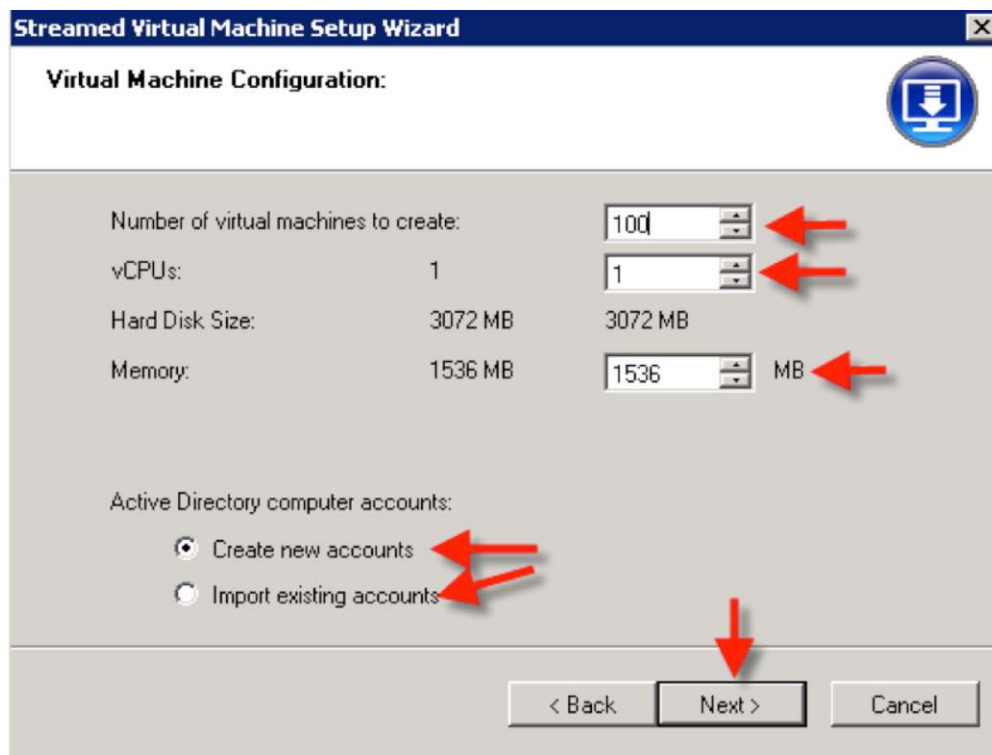 Streamed Virtual Machine Setup Wizard
Virtual Machine Configuration:
Number of virtual machines to create: 100
vCPUs: 1 1
Hard Disk Size: 3072 MB 3072 MB
Memory: 1536 MB 1536 MB
Active Directory computer accounts:
Create new accounts
Import existing accounts
< Back Next > Cancel